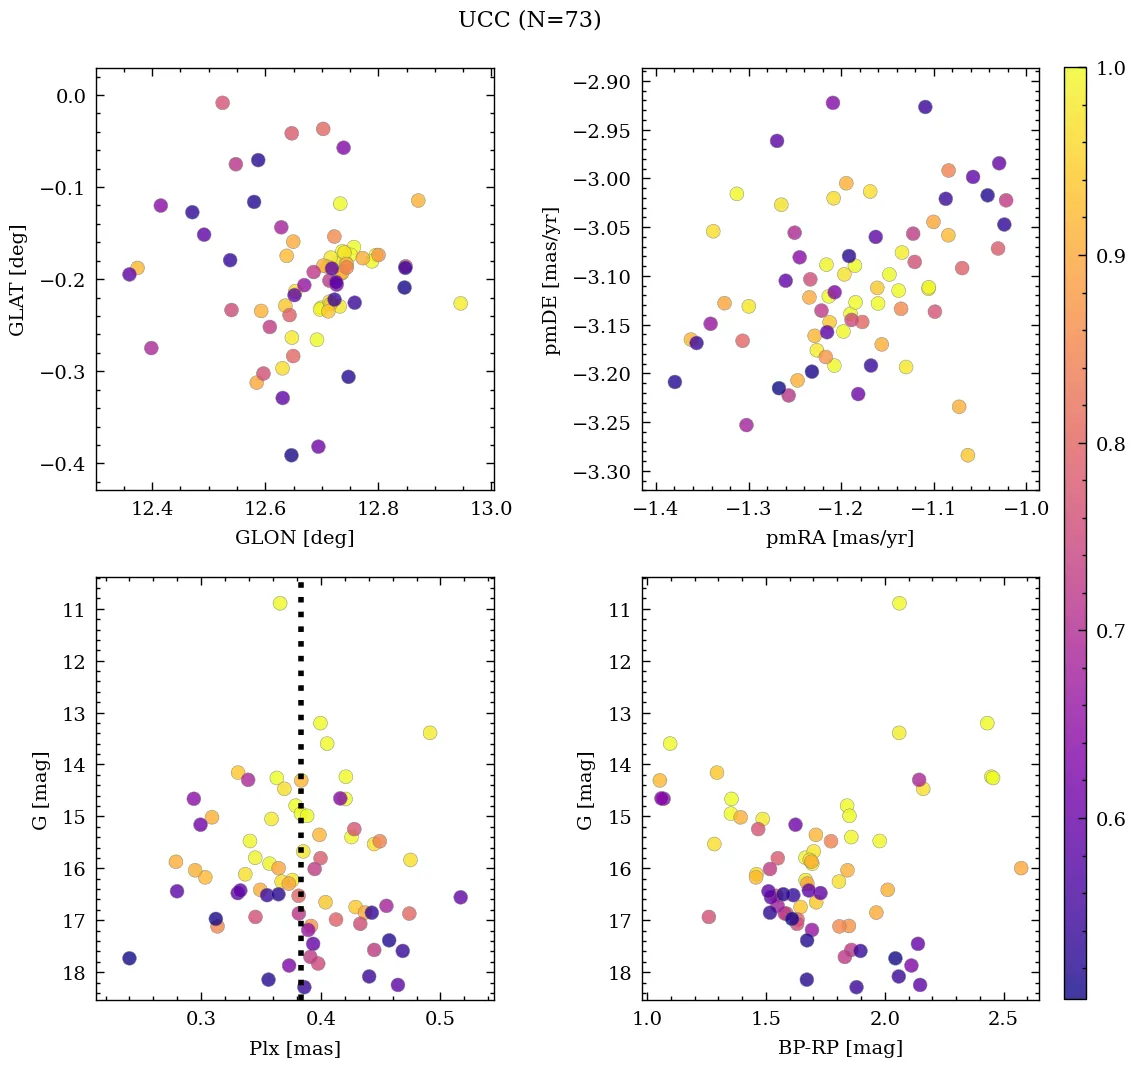 UCC (N=73)
0.0
−0.1
−0.2
−0.3
−0.4
GLAT [deg]
12.4 12.6 12.8 13.0
GLON [deg]
−2.90
−2.95
−3.00
−3.05
−3.10
−3.15
−3.20
−3.25
−3.30
pmDE [mas/yr]
−1.4 −1.3 −1.2 −1.1 −1.0
pmRA [mas/yr]
1.0
0.9
0.8
0.7
0.6
11
12
13
14
15
16
17
18
G [mag]
0.3 0.4 0.5
Plx [mas]
11
12
13
14
15
16
17
18
G [mag]
1.0 1.5 2.0 2.5
BP-RP [mag]